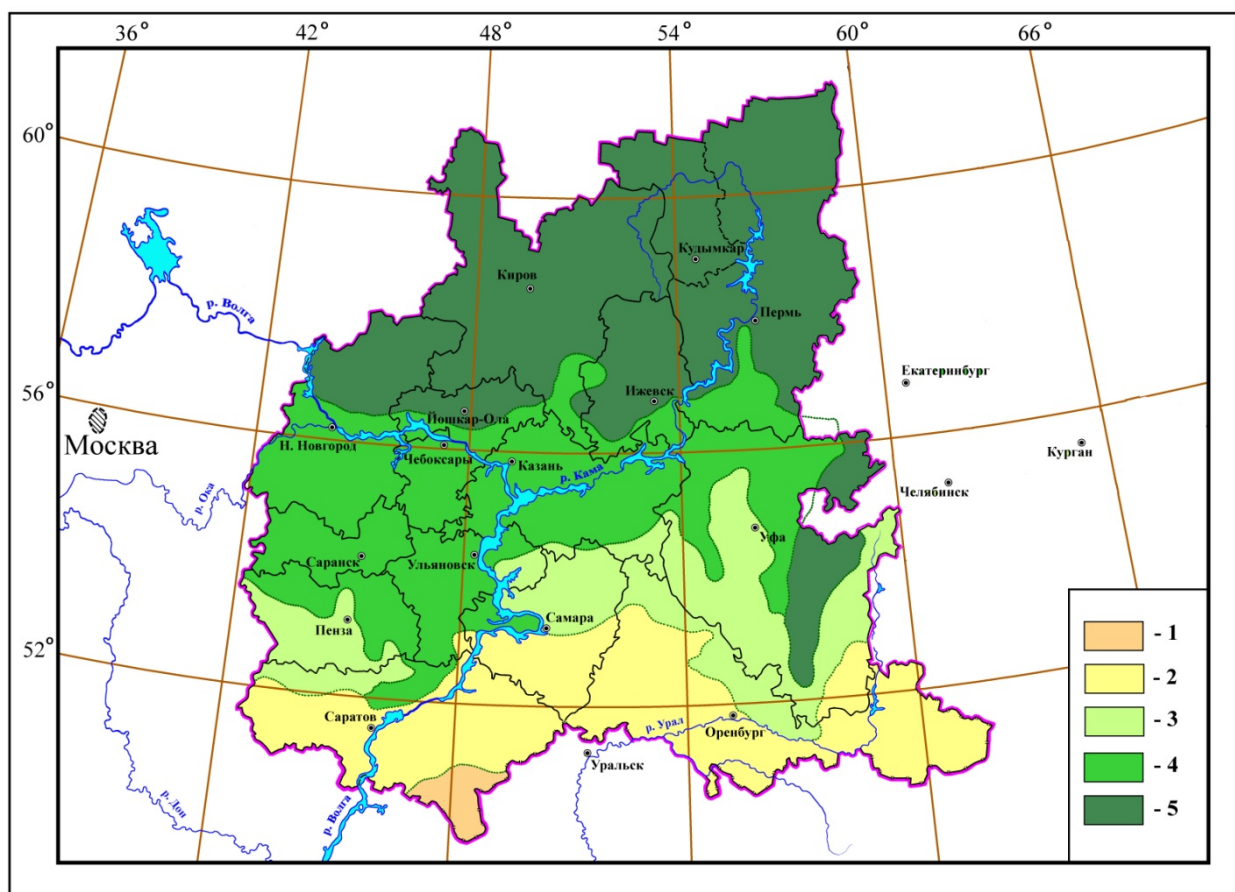 36° 42° 48° 54° 60° 66°
60°
Кудымкар
Киров
р. Волга
Пермь
56°
Екатеринбург
Ижевск
Йошкар-Ола
Москва
Н. Новгород
Чебоксары
Казань
Курган
р. Кама
Челябинск
р. Ока
Уфа
Саранск
Ульяновск
Самара
Пенза
- 1
52°
- 2
- 3
Саратов
р. Урал
Оренбург
Уральск
- 4
р. Дон
р. Волга
- 5